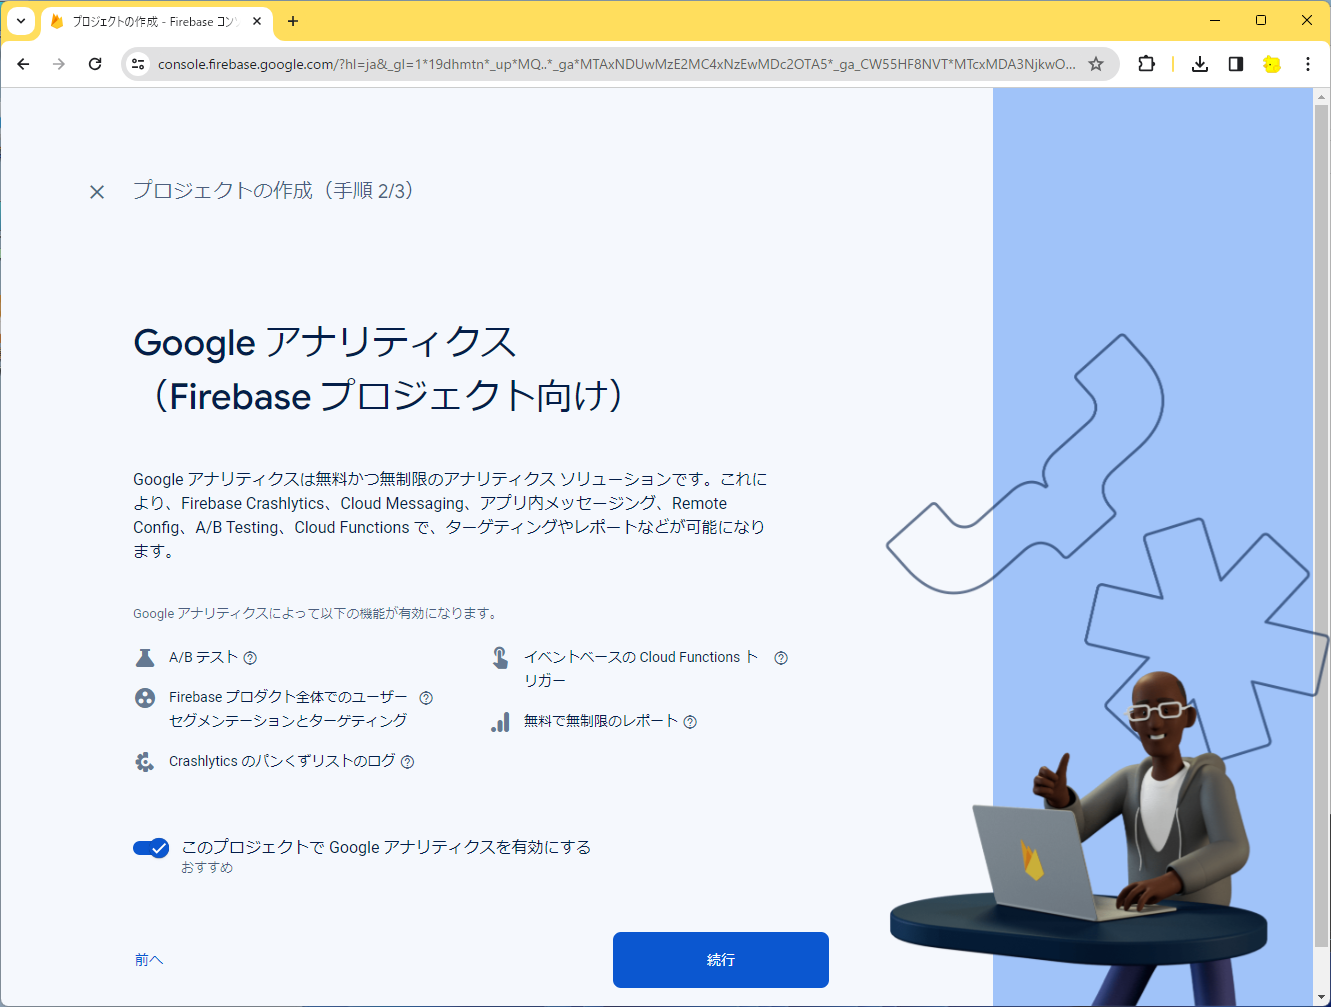 プロジェクトの作成 - Firebase コン
console.firebase.google.com/?hl=ja&_gl=1*19dhmtn*_up*MQ..*_ga*MTAxNDUwMzE2MC4xNzEwMDc2OTA5*_ga_CW55HF8NVT*MTcxMDA3NjkwO...
プロジェクトの作成（手順 2/3）
Google アナリティクス
（Firebase プロジェクト向け）
Google アナリティクスは無料かつ無制限のアナリティクス ソリューションです。これに
より、Firebase Crashlytics、Cloud Messaging、アプリ内メッセージング、Remote
Config、A/B Testing、Cloud Functions で、ターゲティングやレポートなどが可能になり
ます。
Google アナリティクスによって以下の機能が有効になります。
A/B テスト
Firebase プロダクト全体でのユーザー
セグメンテーションとターゲティング
Crashlytics のパンくずリストのログ
イベントベースの Cloud Functions ト
リガー
無料で無制限のレポート
このプロジェクトで Google アナリティクスを有効にする
おすすめ
前へ
続行